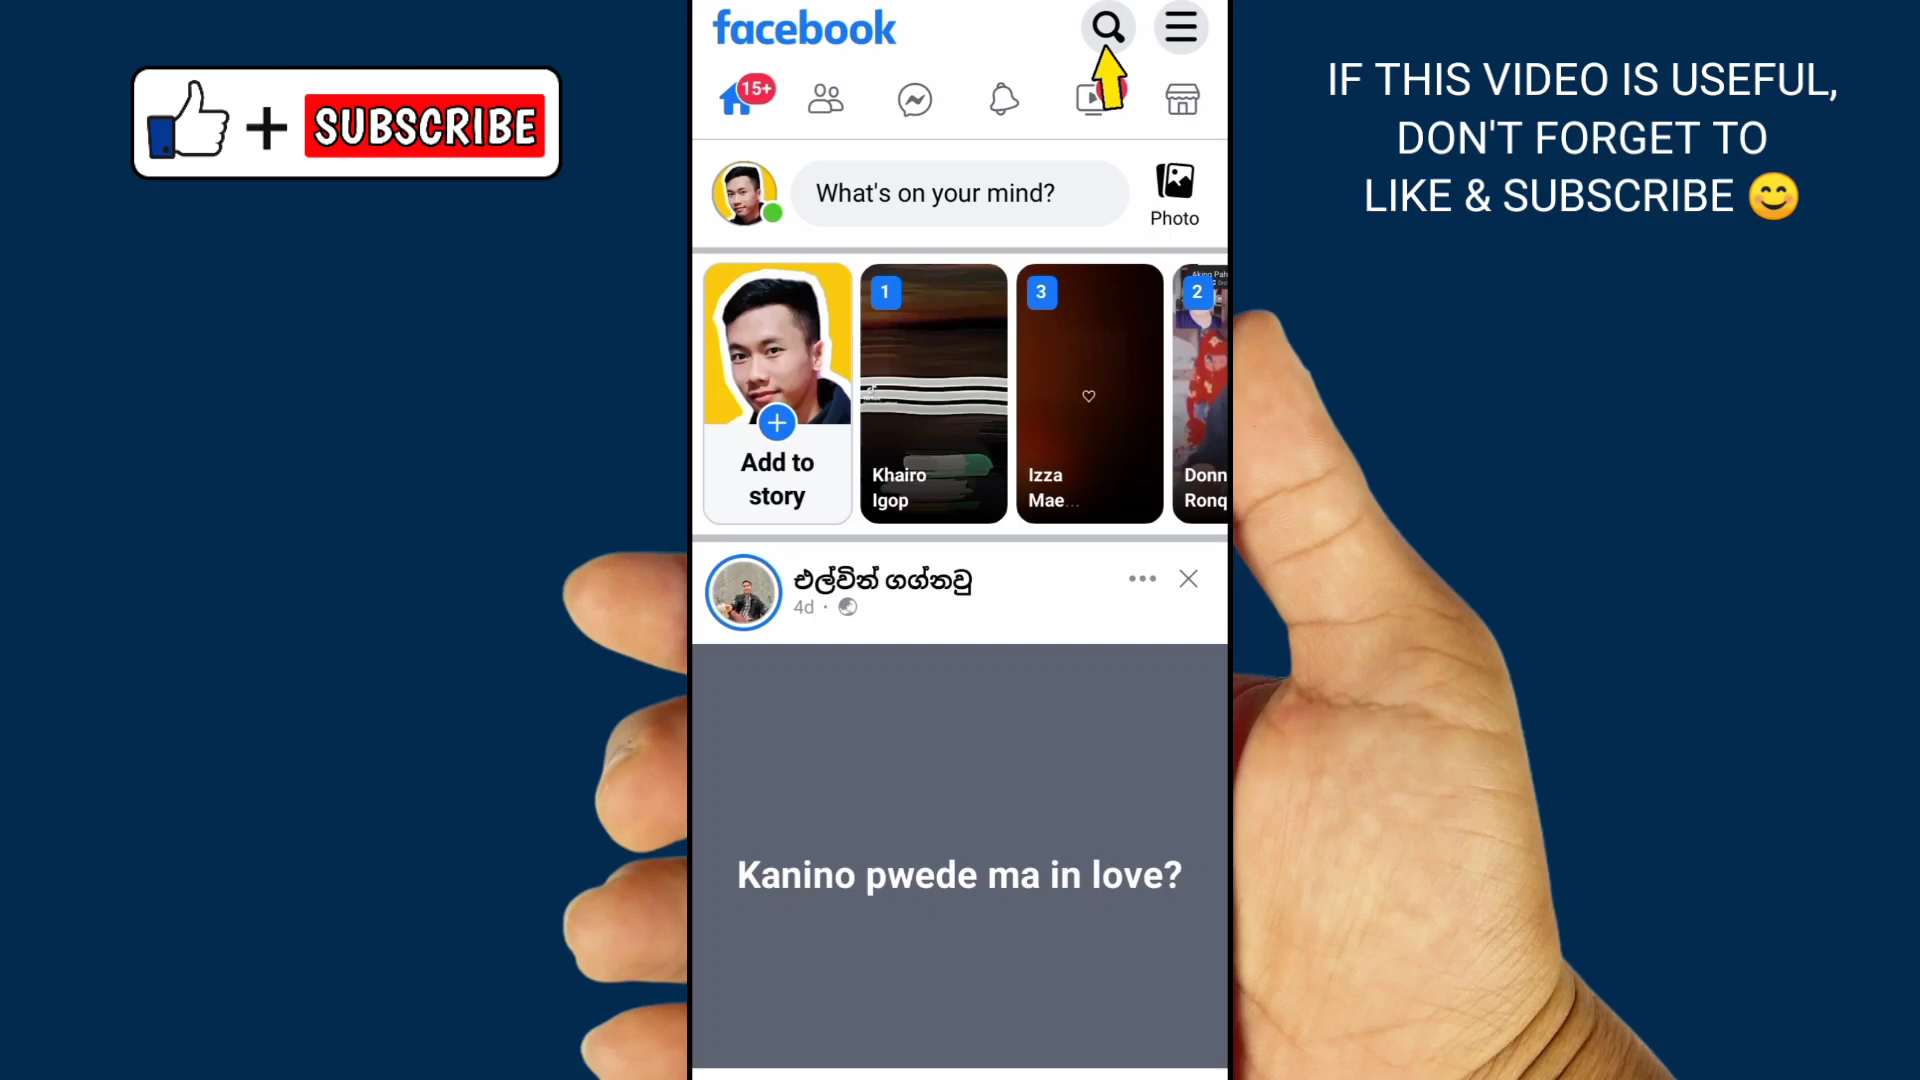 SUBSCRIBE
IF THIS VIDEO IS USEFUL,
DON'T FORGET TO
LIKE & SUBSCRIBE 😊
facebook
15+
What's on your mind?
Photo
Add to
story
1
Khairo
Igop
3
Izza
Mae...
Aking Pah
2
Donn
Ronq
එල්වින් ගග්නවු
4d ·
Kanino pwede ma in love?